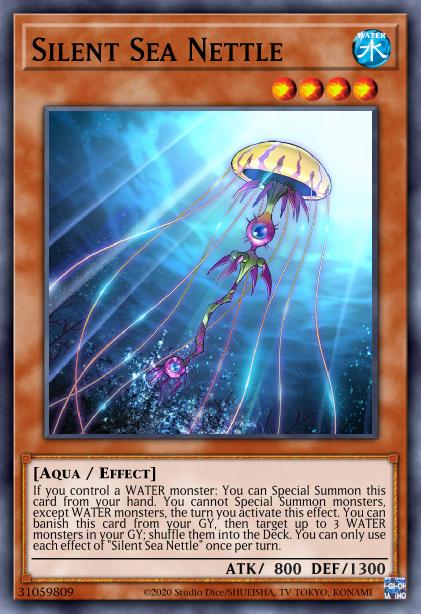 SILENT SEA NETTLE
WATER
水
[AQUA / EFFECT]
If you control a WATER monster: You can Special Summon this
card from your hand. You cannot Special Summon monsters,
except WATER monsters, the turn you activate this effect. You can
banish this card from your GY, then target up to 3 WATER
monsters in your GY; shuffle them into the Deck. You can only use
each effect of "Silent Sea Nettle" once per turn.
ATK/ 800 DEF/1300
31059809
©2020 Studio Dice/SHUEISHA, TV TOKYO, KONAMI